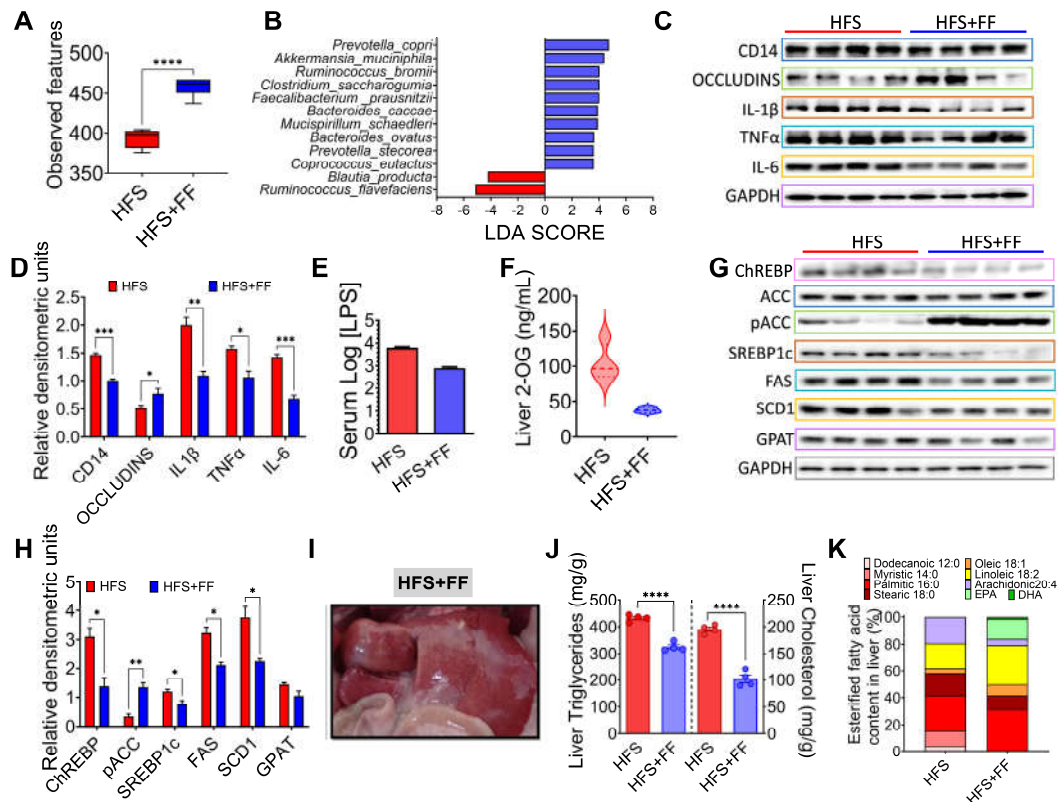 A
Observed features
500
450
400
350
****
HFS
HFS+FF
B
Prevotella_copri
Akkermansia_muciniphila
Ruminococcus_bromii
Clostridium_saccharogumia
Faecalibacterium_prausnitzii
Bacteroides_caccae
Mucispirillum_schaedleri
Bacteroides_ovatus
Prevotella_stecorea
Coprococcus_eutactus
Blautia_producta
Ruminococcus_flavefaciens
-8 -6 -4 -2 0 2 4 6 8
LDA SCORE
C
HFS HFS+FF
CD14
OCCLUDINS
IL-1β
TNFα
IL-6
GAPDH
D
Relative densitometric units
HFS HFS+FF
2.5
2.0
1.5
1.0
0.5
0.0
*** * ** * ***
CD14 OCCLUDINS IL1β TNFα IL-6
E
Serum Log [LPS]
5
4
3
2
1
0
HFS HFS+FF
F
Liver 2-OG (ng/mL)
200
150
100
50
0
HFS HFS+FF
G
HFS HFS+FF
ChREBP
ACC
pACC
SREBP1c
FAS
SCD1
GPAT
GAPDH
H
Relative densitometric units
HFS HFS+FF
5
4
3
2
1
0
* ** * * *
ChREBP pACC SREBP1c FAS SCD1 GPAT
I
HFS+FF
J
Liver Triglycerides (mg/g)
500
400
300
200
100
0
**** ****
250
200
150
100
50
0
Liver Cholesterol (mg/g)
HFS HFS+FF HFS HFS+FF
K
Dodecanoic 12:0 Oleic 18:1
Myristic 14:0 Linoleic 18:2
Palmitic 16:0 Arachidonic20:4
Stearic 18:0 EPA DHA
Esterified fatty acid
content in liver (%)
100
80
60
40
20
0
HFS HFS+FF